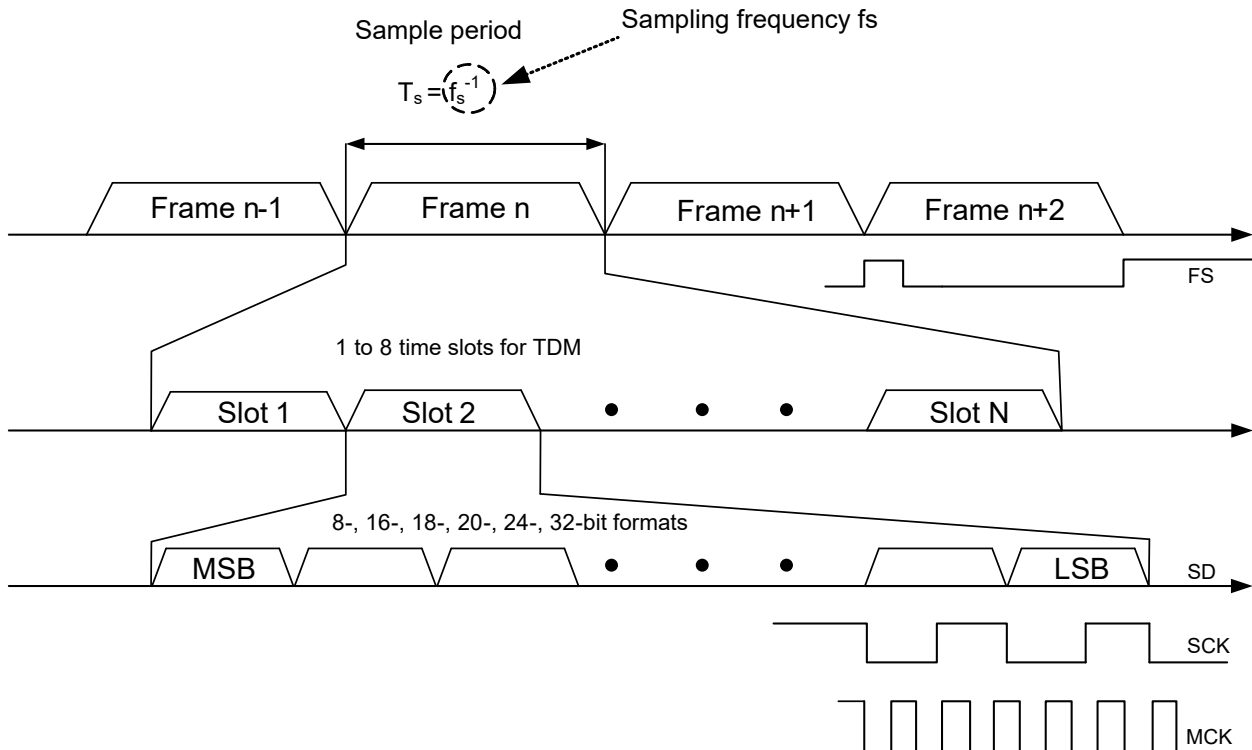 Sampling frequency fs
Sample period
Tₛ = fₛ⁻¹
Frame n-1
Frame n
Frame n+1
Frame n+2
FS
1 to 8 time slots for TDM
Slot 1
Slot 2
Slot N
8-, 16-, 18-, 20-, 24-, 32-bit formats
MSB
LSB
SD
SCK
MCK